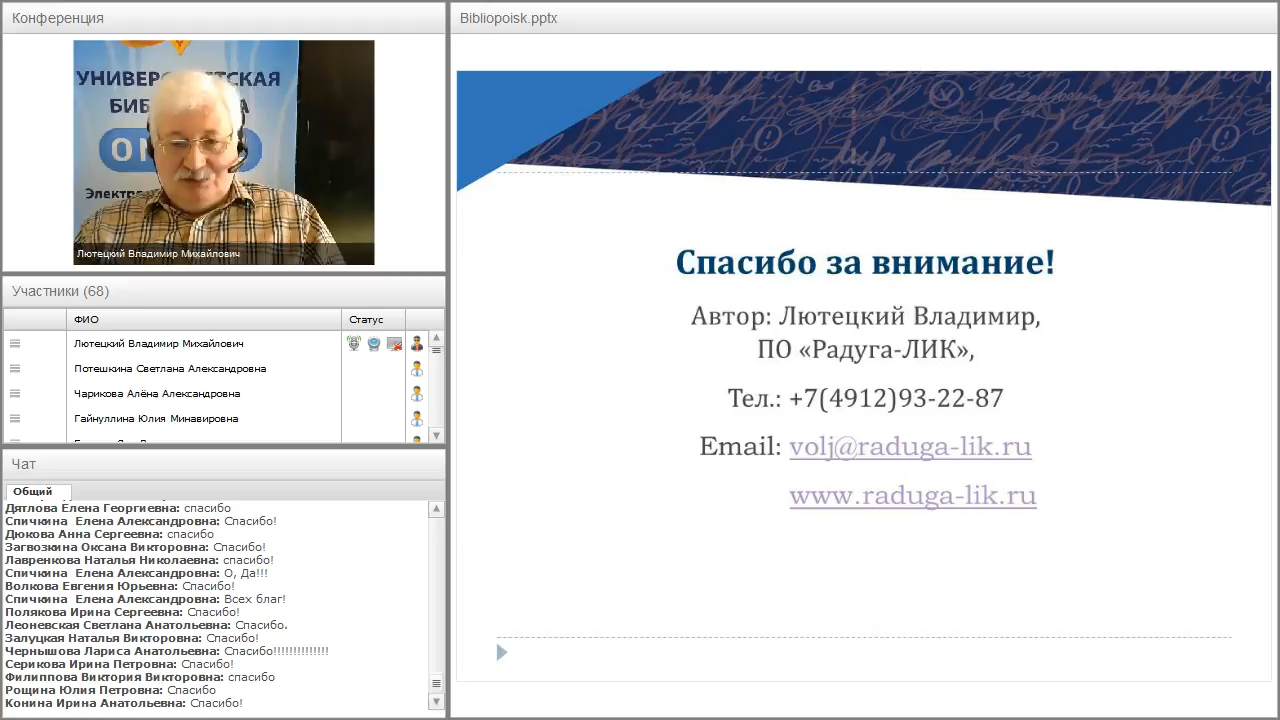 Конференция
УНИВЕРСИТЕТСКАЯ
Лютецкий Владимир Михайлович
Участники (68)
ФИО Статус
Лютецкий Владимир Михайлович
Потешкина Светлана Александровна
Чарикова Алёна Александровна
Гайнуллина Юлия Минавировна
Чат
Общий
Дятлова Елена Георгиевна: спасибо
Спичкина Елена Александровна: Спасибо!
Дюкова Анна Сергеевна: спасибо
Загвозкина Оксана Викторовна: Спасибо!
Лавренкова Наталья Николаевна: спасибо!
Спичкина Елена Александровна: О, Да!!!
Волкова Евгения Юрьевна: Спасибо!
Спичкина Елена Александровна: Всех благ!
Полякова Ирина Сергеевна: Спасибо!
Леоневская Светлана Анатольевна: Спасибо.
Залуцкая Наталья Викторовна: Спасибо!
Чернышова Лариса Анатольевна: Спасибо!!!!!!!!!!!!!!
Серикова Ирина Петровна: Спасибо!
Филиппова Виктория Викторовна: спасибо
Рощина Юлия Петровна: Спасибо
Конина Ирина Анатольевна: Спасибо!
Bibliopoisk.pptx
Спасибо за внимание!
Автор: Лютецкий Владимир,
ПО «Радуга-ЛИК»,
Тел.: +7(4912)93-22-87
Email: volj@raduga-lik.ru
www.raduga-lik.ru